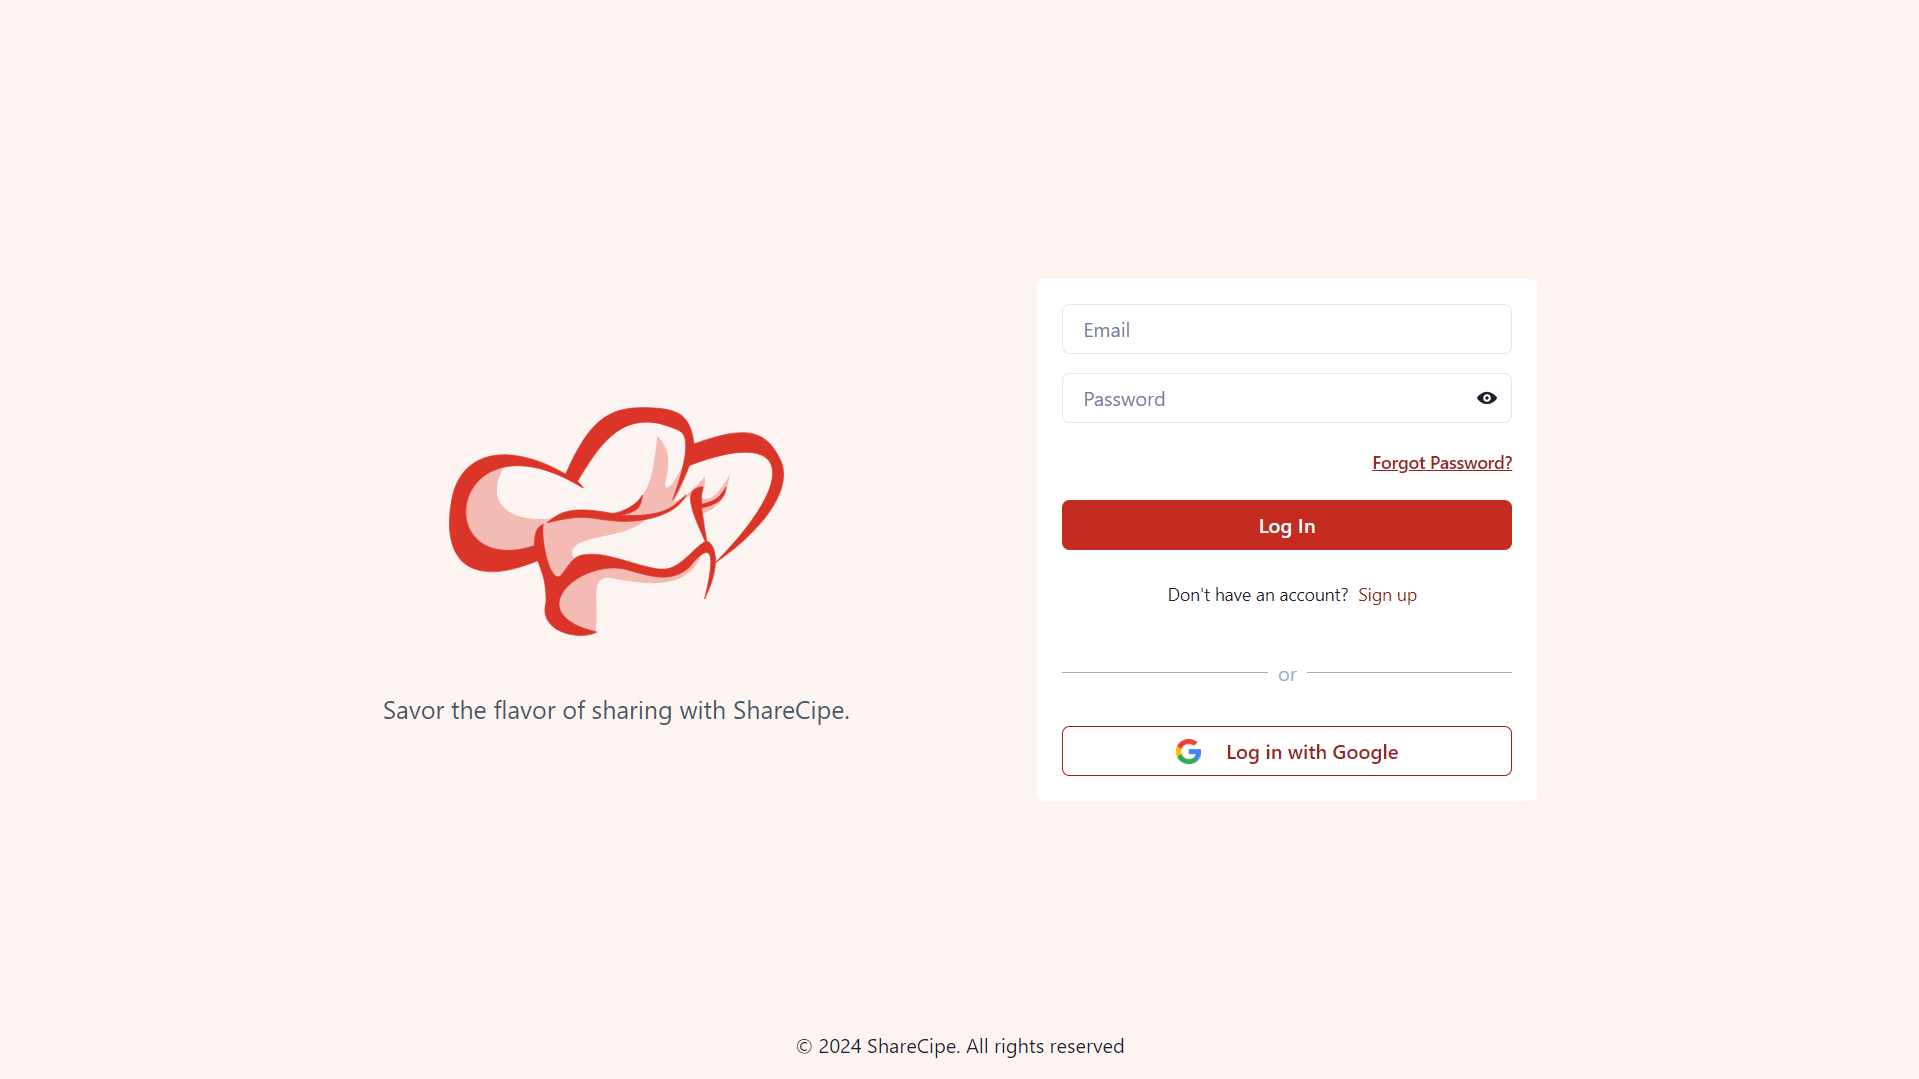 Email
Password
Forgot Password?
Log In
Don't have an account? Sign up
or
Savor the flavor of sharing with ShareCipe.
Log in with Google
© 2024 ShareCipe. All rights reserved